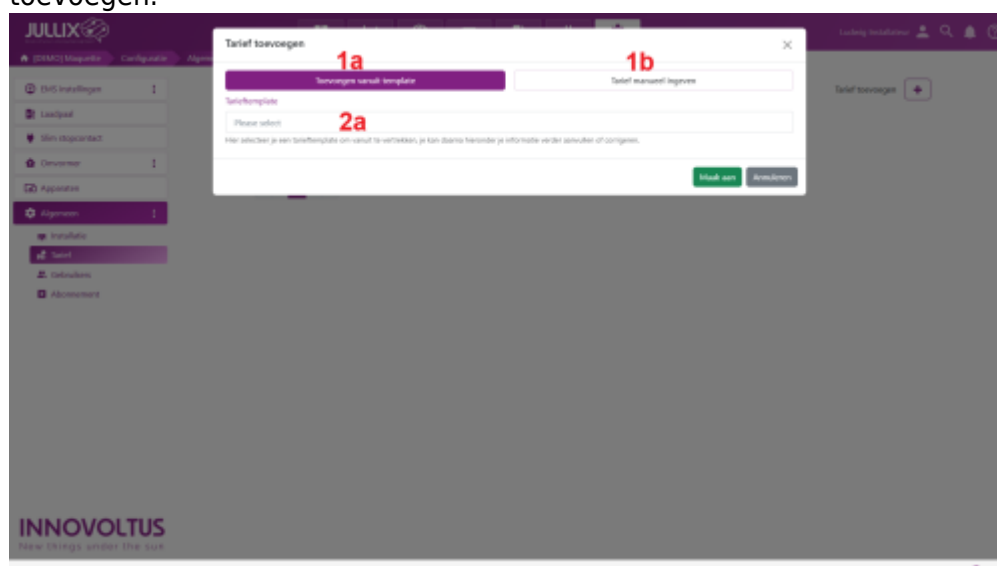 toevoegen.
JULLIX
Tarief toevoegen
Ludwig Installateur
[DEMO] Maquette Configuratie
1a
1b
Toevoegen vanuit template
Tarief manueel ingeven
EMS Instellingen
Tarief toevoegen
Tarieftemplate
Laadpaal
Please select
2a
Slim stopcontact
Hier selecteer je een tarieftemplate om vanuit te vertrekken, je kan daarna hieronder je informatie verder aanvullen of corrigeren.
Omvormer
Maak aan
Annuleren
Apparaten
Algemeen
Installatie
Tarief
Gebruikers
Abonnement
INNOVOLTUS
New things under the sun